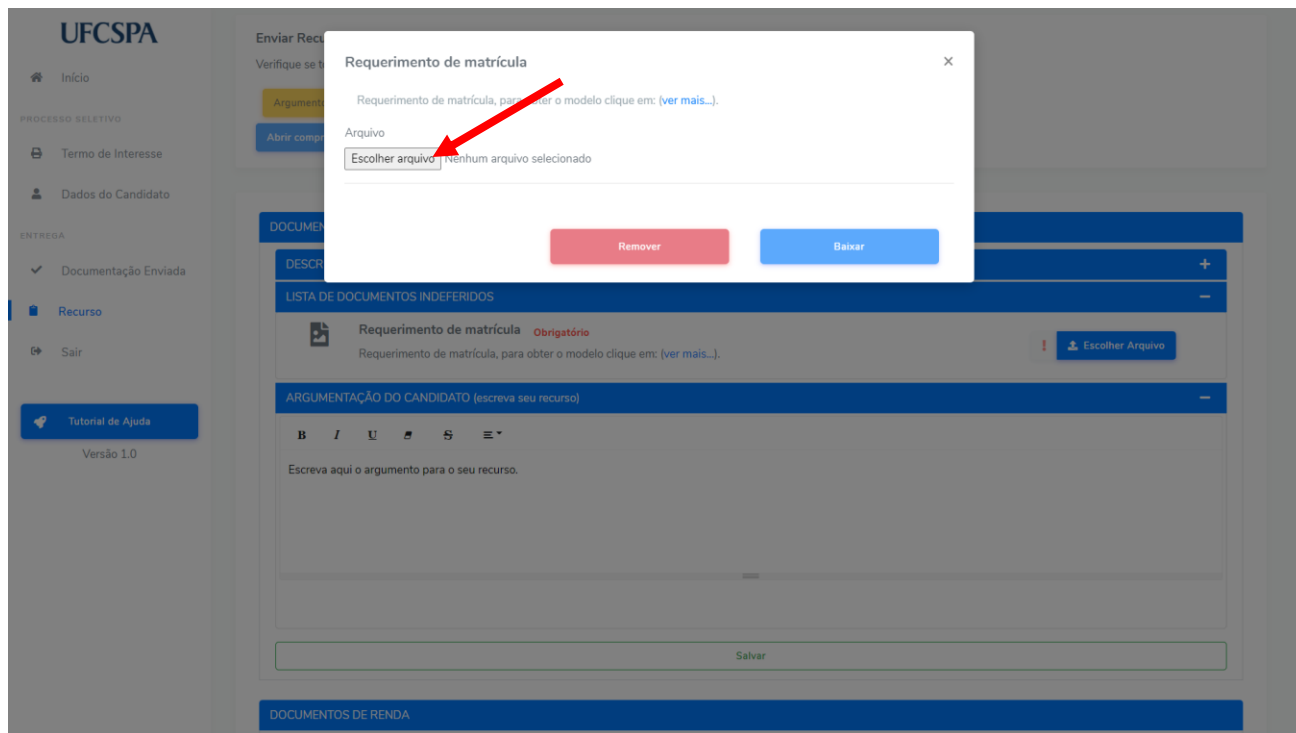 UFCSPA
Início
PROCESSO SELETIVO
Termo de Interesse
Dados do Candidato
ENTREGA
Documentação Enviada
Recurso
Sair
Tutorial de Ajuda
Versão 1.0
Enviar
Verifique se
Abrir
Requerimento de matrícula
×
Requerimento de matrícula, para obter o modelo clique em: (ver mais...).
Arquivo
Escolher arquivo Nenhum arquivo selecionado
Remover
Baixar
LISTA DE DOCUMENTOS INDEFERIDOS
Requerimento de matrícula Obrigatório
Requerimento de matrícula, para obter o modelo clique em: (ver mais...).
! Escolher Arquivo
ARGUMENTAÇÃO DO CANDIDATO (escreva seu recurso)
B I U S S
Escreva aqui o argumento para o seu recurso.
Salvar
DOCUMENTOS DE RENDA